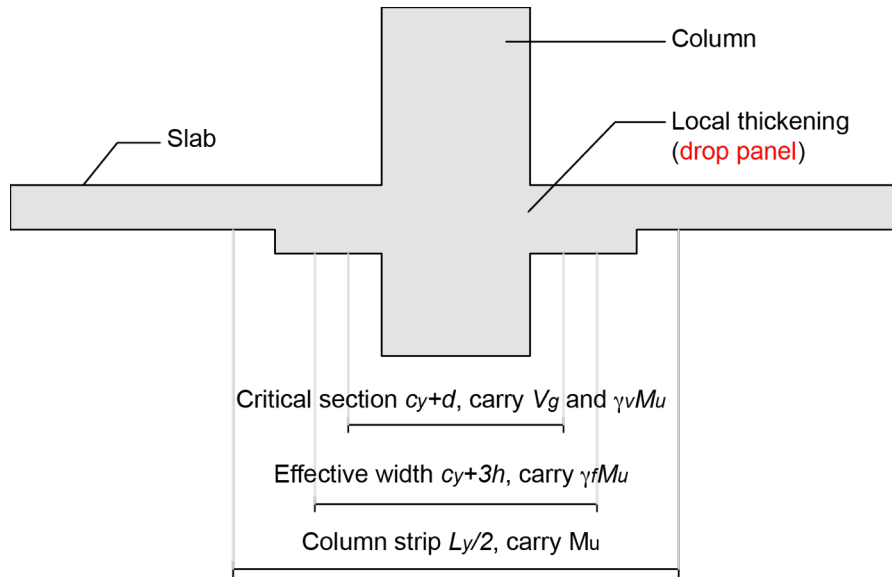 Column
Local thickening
(drop panel)
Slab
Critical section cy+d, carry Vg and γvMu
Effective width cy+3h, carry γfMu
Column strip Ly/2, carry Mu